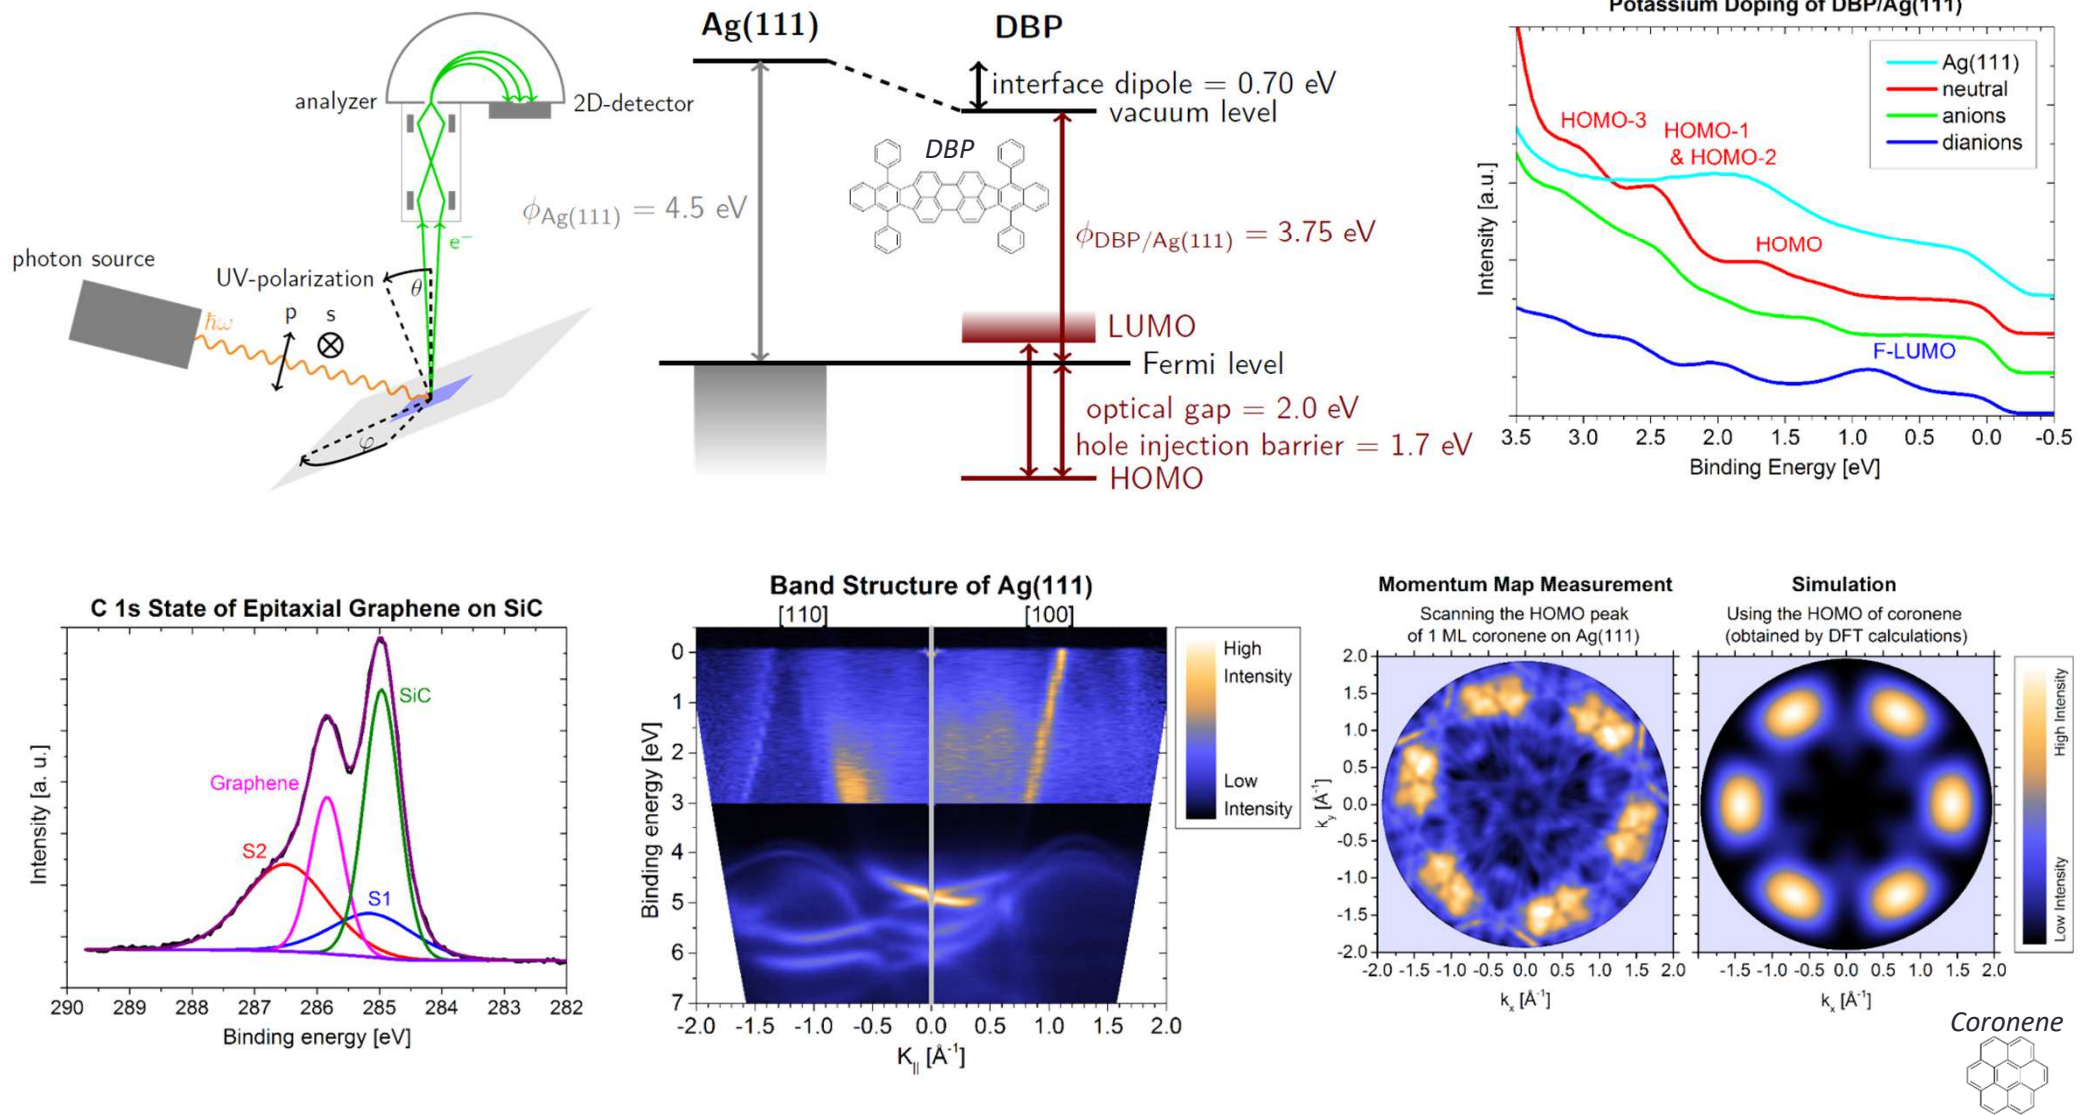 analyzer
2D-detector
e⁻
photon source
UV-polarization
θ
p
s
ħω
φ
Ag(111)
DBP
interface dipole = 0.70 eV
vacuum level
DBP
ϕAg(111) = 4.5 eV
ϕDBP/Ag(111) = 3.75 eV
LUMO
Fermi level
optical gap = 2.0 eV
hole injection barrier = 1.7 eV
HOMO
Potassium Doping of DBP/Ag(111)
Ag(111)
neutral
anions
dianions
HOMO-3
HOMO-1
& HOMO-2
HOMO
F-LUMO
Intensity [a.u.]
3.5 3.0 2.5 2.0 1.5 1.0 0.5 0.0 -0.5
Binding Energy [eV]
C 1s State of Epitaxial Graphene on SiC
SiC
Graphene
S2
S1
Intensity [a. u.]
290 289 288 287 286 285 284 283 282
Binding energy [eV]
Band Structure of Ag(111)
[110] [100]
0
1
2
3
4
5
6
7
Binding energy [eV]
-2.0 -1.5 -1.0 -0.5 0.0 0.5 1.0 1.5 2.0
K|| [Å-1]
High
Intensity
Low
Intensity
Momentum Map Measurement
Scanning the HOMO peak
of 1 ML coronene on Ag(111)
2.0
1.5
1.0
0.5
0.0
-0.5
-1.0
-1.5
-2.0
ky [Å-1]
-2.0 -1.5 -1.0 -0.5 0.0 0.5 1.0 1.5 2.0
kx [Å-1]
Simulation
Using the HOMO of coronene
(obtained by DFT calculations)
-1.5 -1.0 -0.5 0.0 0.5 1.0 1.5 2.0
kx [Å-1]
High Intensity
Low Intensity
Coronene